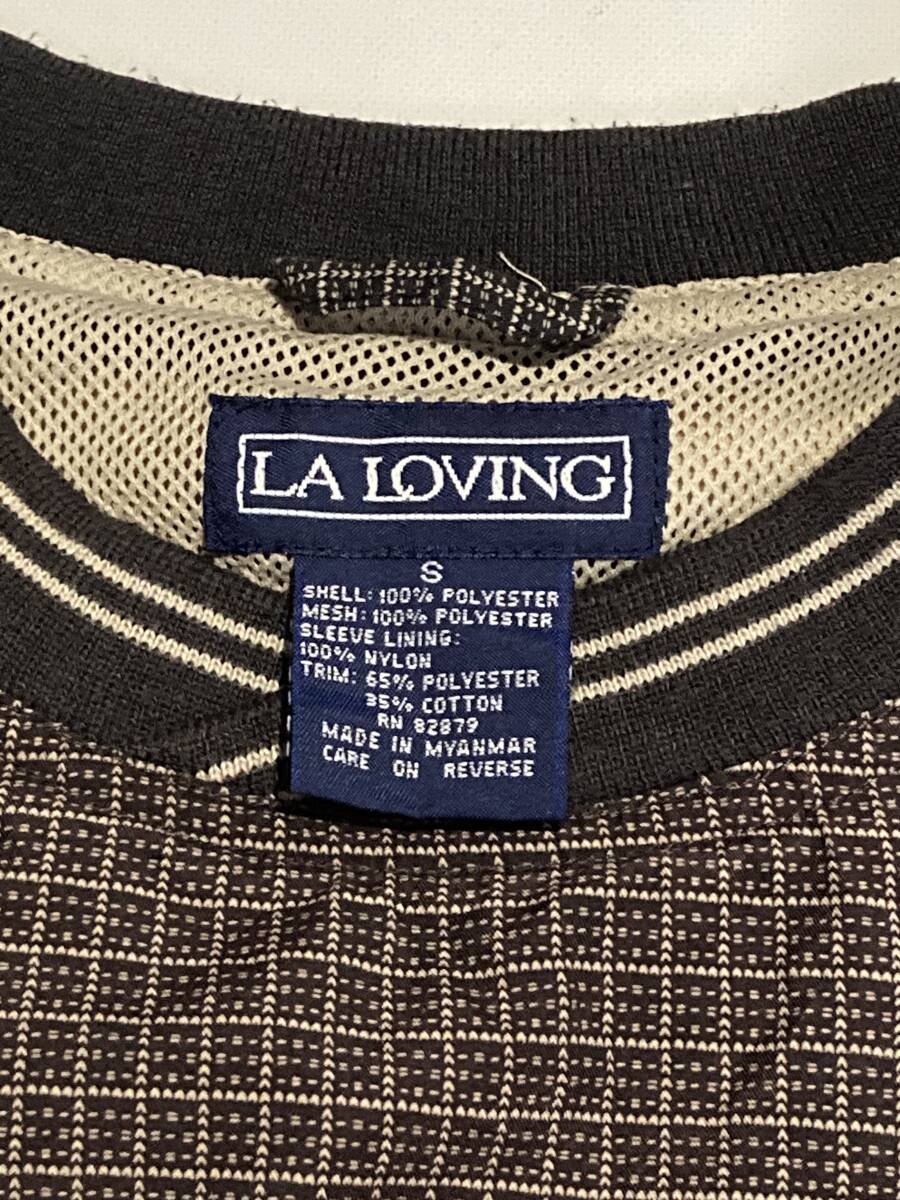 LA LOVING
S
SHELL: 100% POLYESTER
MESH: 100% POLYESTER
SLEEVE LINING:
100% NYLON
TRIM: 65% POLYESTER
35% COTTON
RN 82879
MADE IN MYANMAR
CARE ON REVERSE